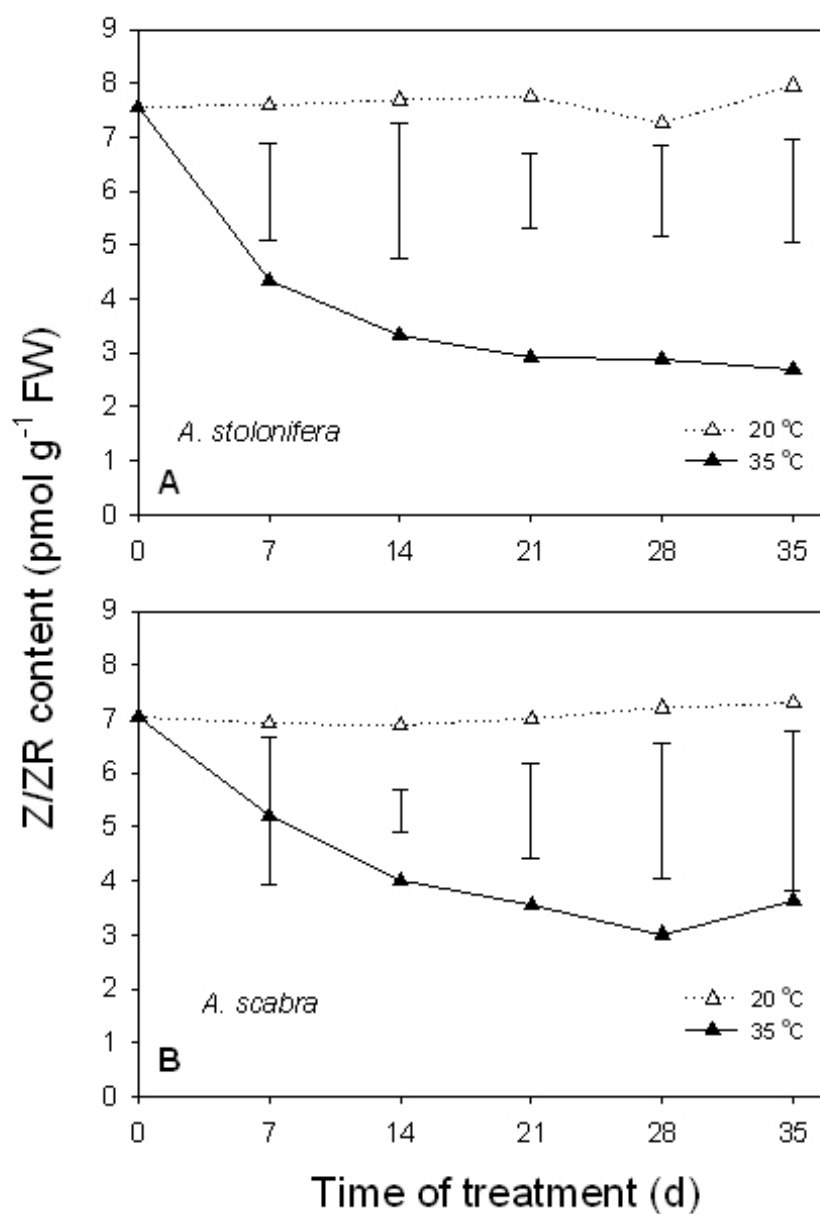 Z/ZR content (pmol g⁻¹ FW)
9
8
7
6
5
4
3
2
1
0
A. stolonifera
A
20 °C
35 °C
0 7 14 21 28 35
9
8
7
6
5
4
3
2
1
0
A. scabra
B
20 °C
35 °C
0 7 14 21 28 35
Time of treatment (d)